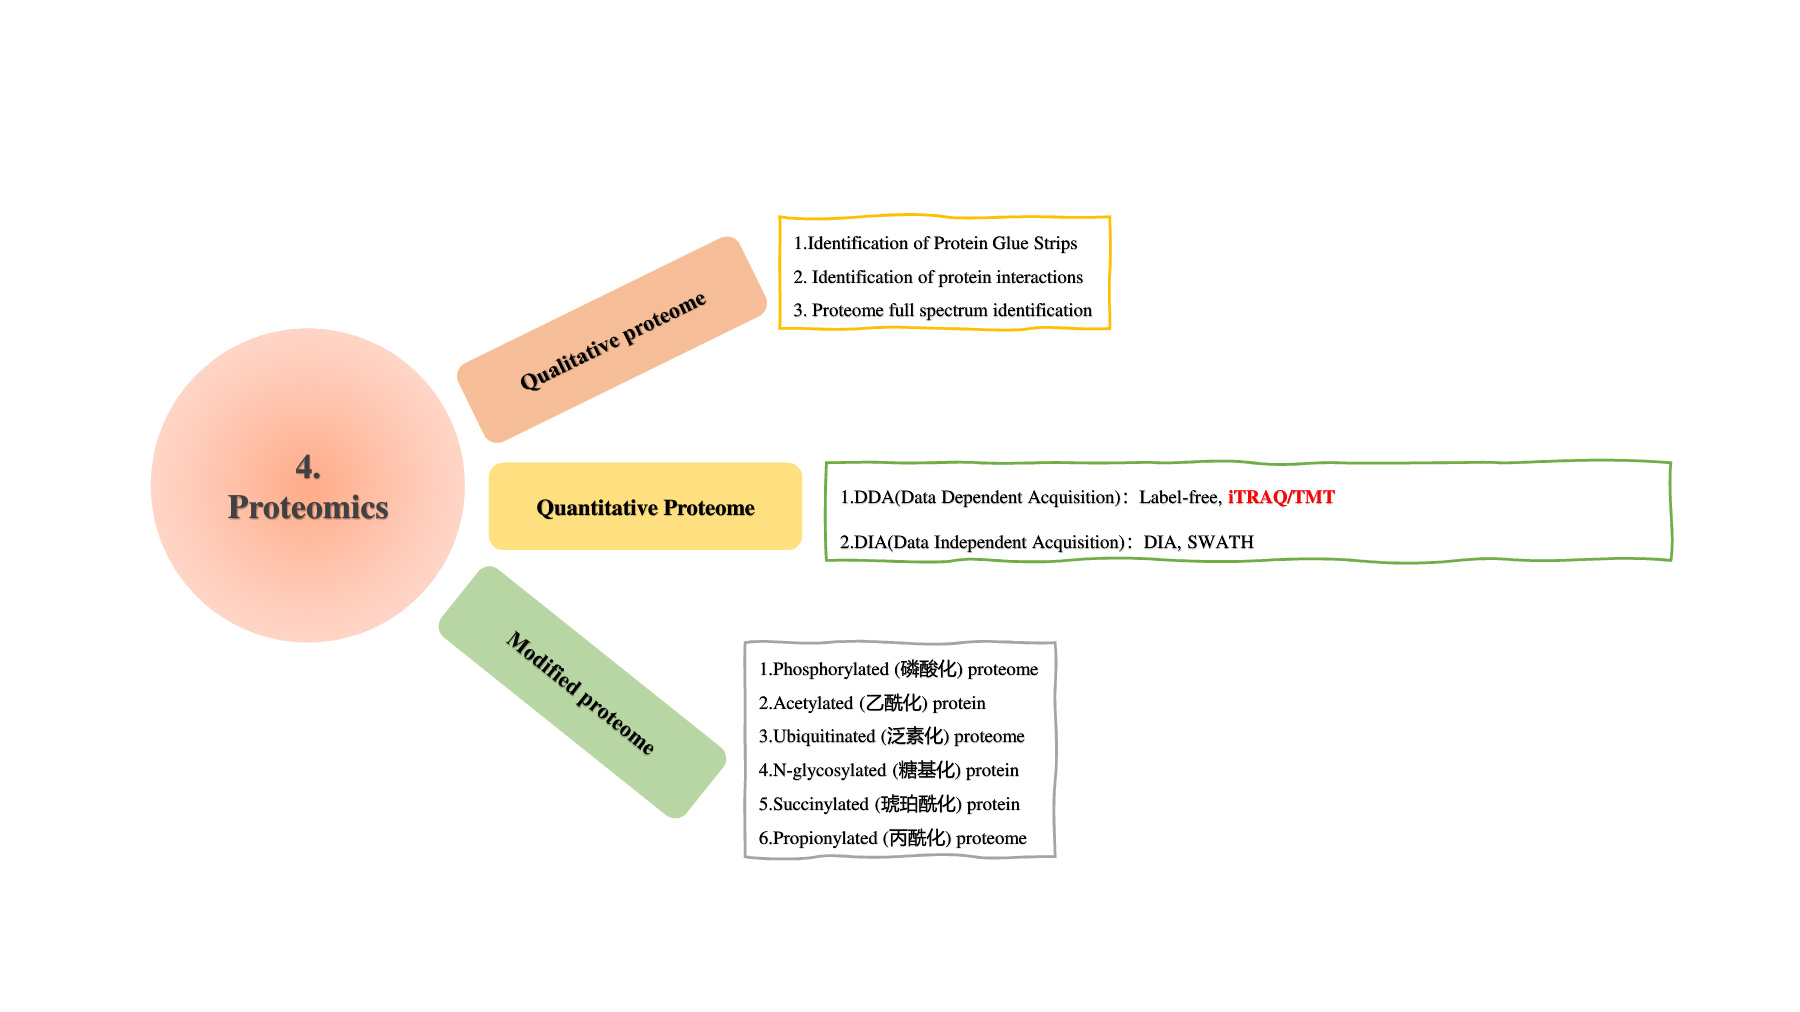 4.
Proteomics
Qualitative proteome
1.Identification of Protein Glue Strips
2. Identification of protein interactions
3. Proteome full spectrum identification
Quantitative Proteome
1.DDA(Data Dependent Acquisition)：Label-free, iTRAQ/TMT
2.DIA(Data Independent Acquisition)：DIA, SWATH
Modified proteome
1.Phosphorylated (磷酸化) proteome
2.Acetylated (乙酰化) protein
3.Ubiquitinated (泛素化) proteome
4.N-glycosylated (糖基化) protein
5.Succinylated (琥珀酰化) protein
6.Propionylated (丙酰化) proteome